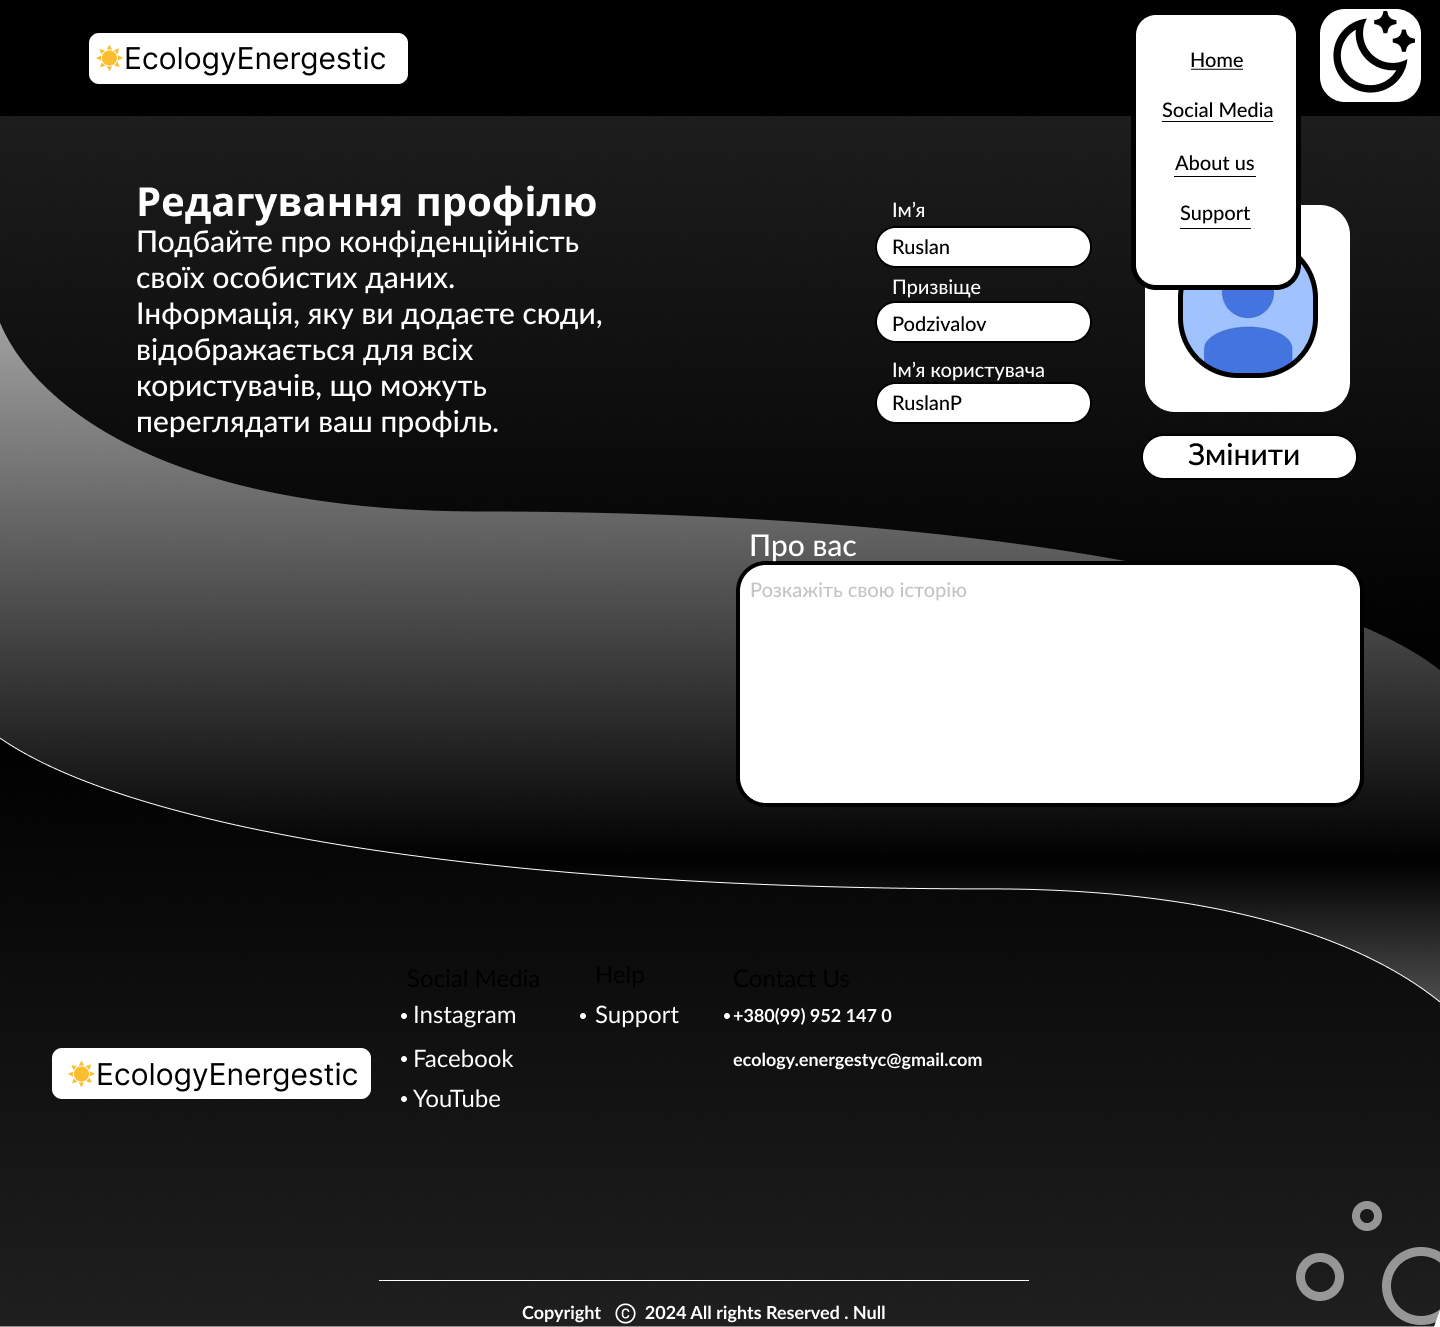 EcologyEnergestic
Home
Social Media
About us
Support
Редагування профілю
Подбайте про конфіденційність
своїх особистих даних.
Інформація, яку ви додаєте сюди,
відображається для всіх
користувачів, що можуть
переглядати ваш профіль.
Ім’я
Ruslan
Призвіще
Podzivalov
Ім’я користувача
RuslanP
Змінити
Про вас
Розкажіть свою історію
Social Media
• Instagram
• Facebook
• YouTube
Help
• Support
Contact Us
• +380(99) 952 147 0
ecology.energestyc@gmail.com
EcologyEnergestic
Copyright © 2024 All rights Reserved . Null